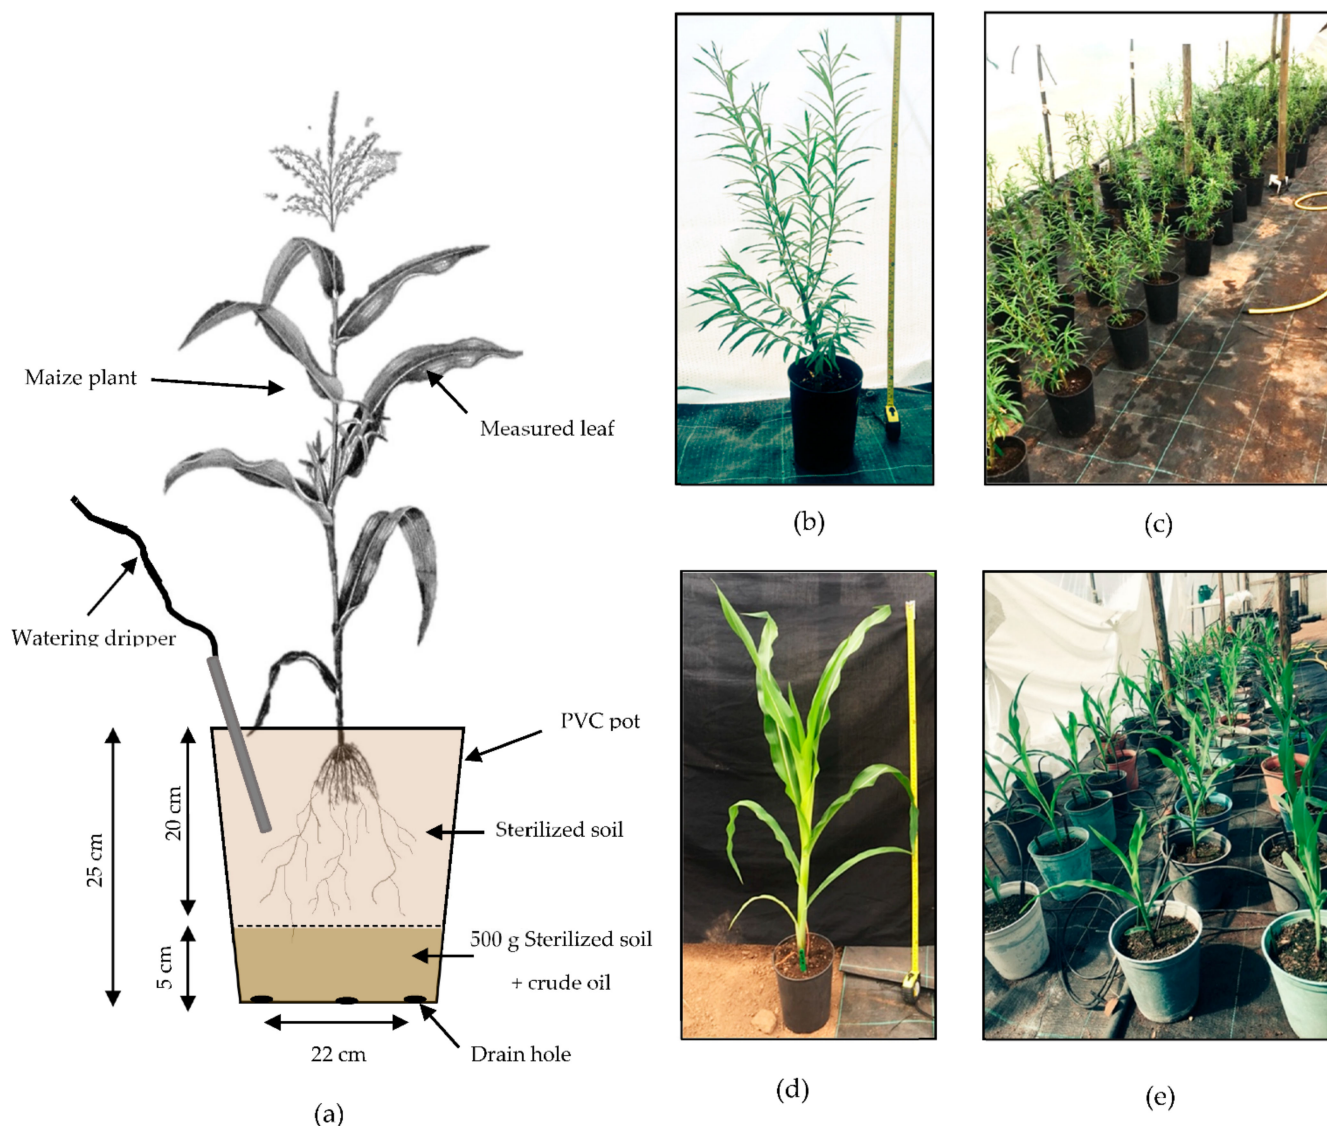 Maize plant
Measured leaf
Watering dripper
PVC pot
20 cm
25 cm
Sterilized soil
5 cm
500 g Sterilized soil
+ crude oil
22 cm
Drain hole
(a)
(b)
(c)
(d)
(e)